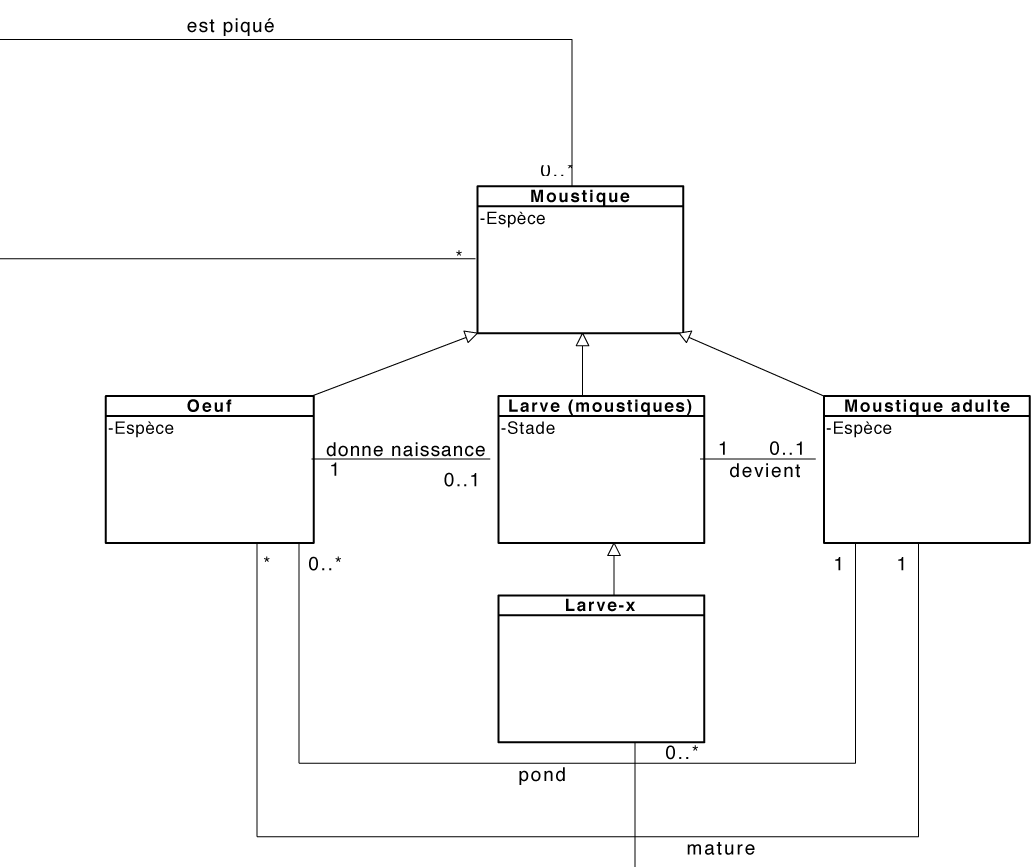 est piqué
0..*
Moustique
-Espèce
*
Oeuf
-Espèce
Larve (moustiques)
-Stade
Moustique adulte
-Espèce
donne naissance
1
0..1
1
0..1
devient
*
0..*
1
1
Larve-x
0..*
pond
mature